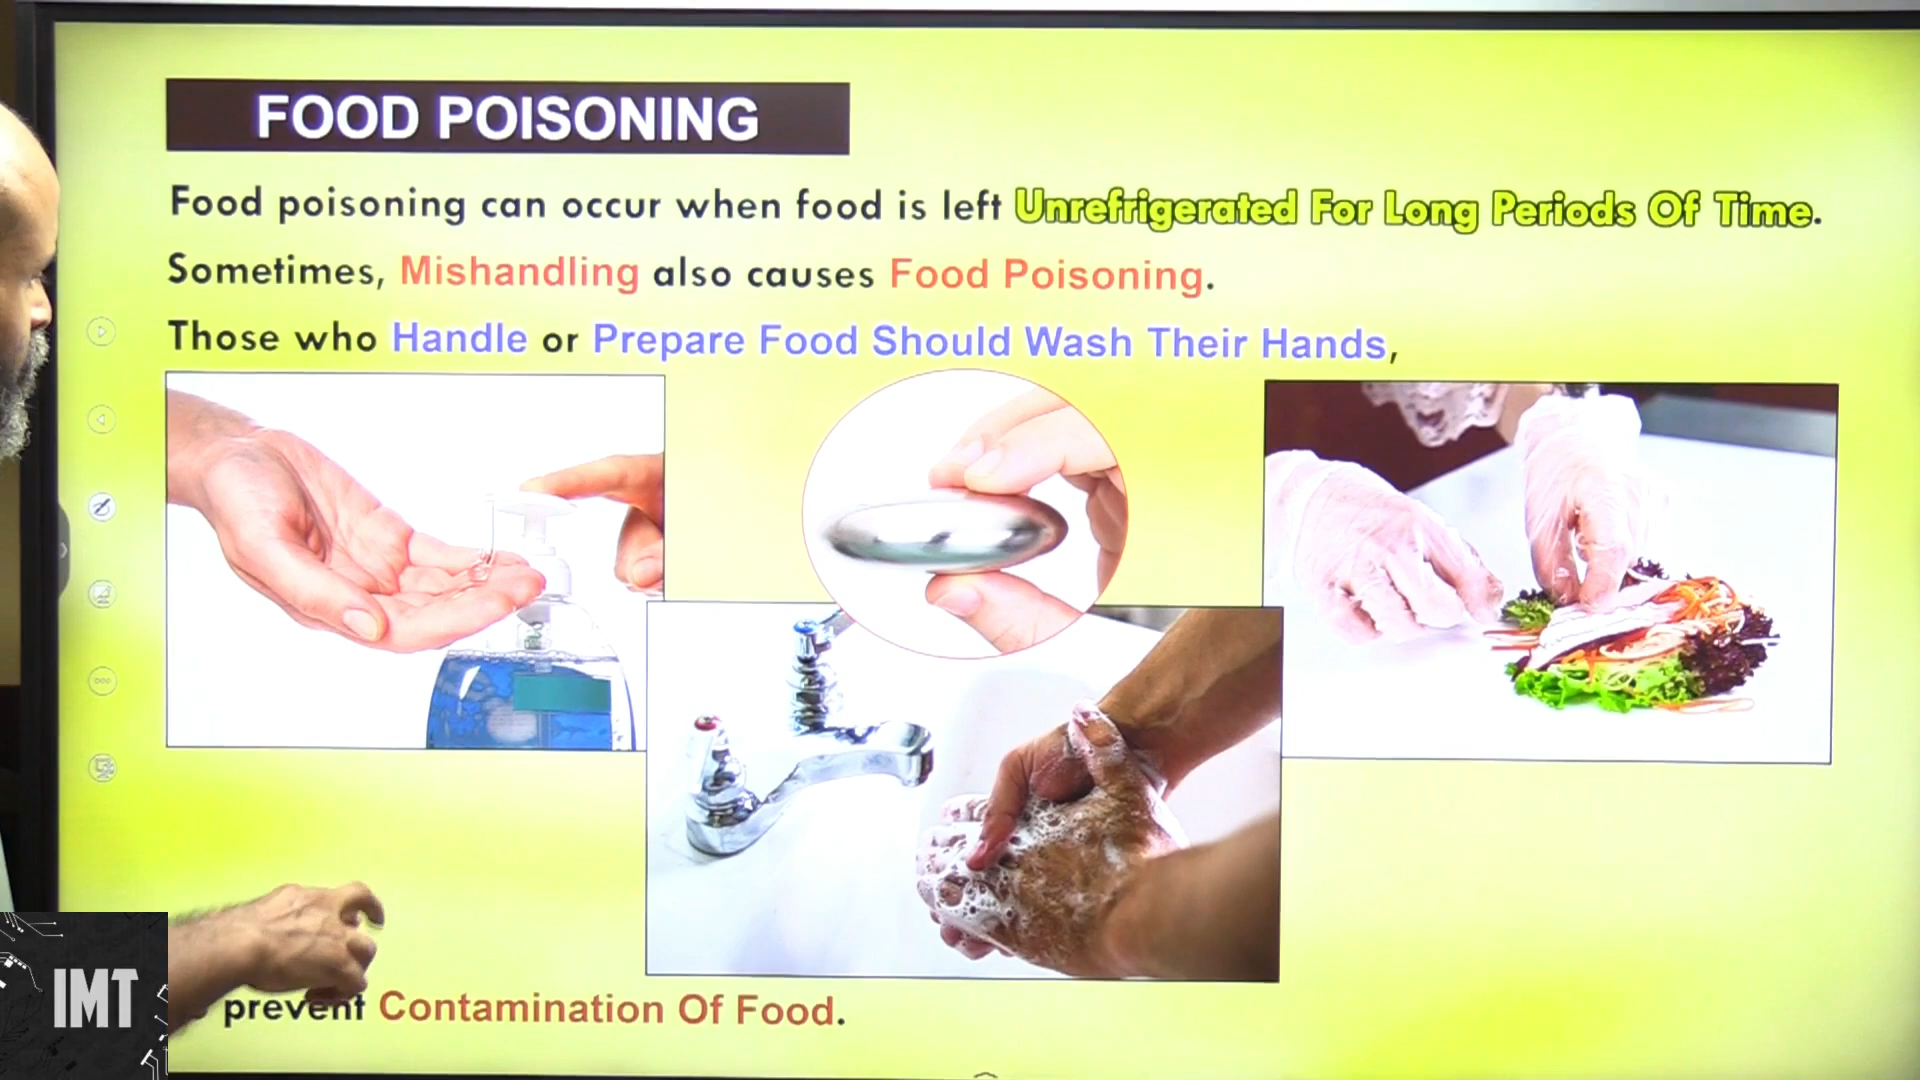 FOOD POISONING
Food poisoning can occur when food is left Unrefrigerated For Long Periods Of Time.
Sometimes, Mishandling also causes Food Poisoning.
Those who Handle or Prepare Food Should Wash Their Hands,
prevent Contamination Of Food.
IMT